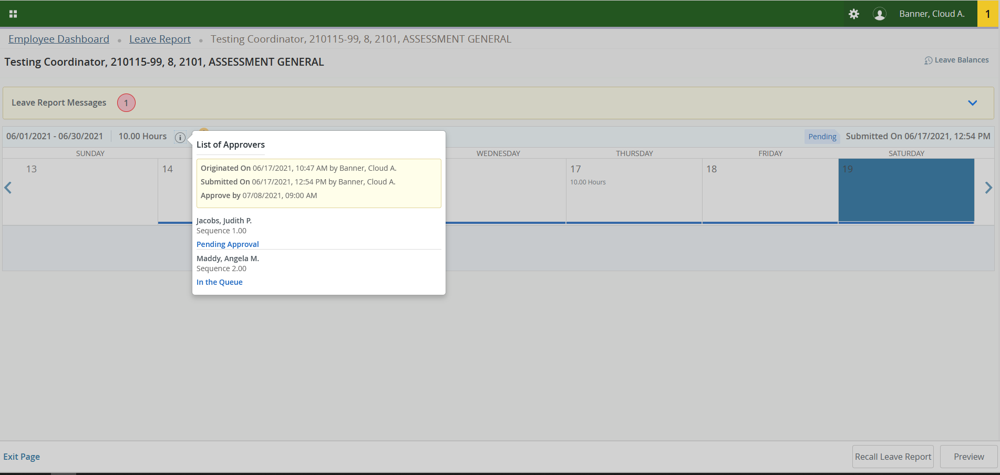 Banner, Cloud A.
1
Employee Dashboard • Leave Report • Testing Coordinator, 210115-99, 8, 2101, ASSESSMENT GENERAL
Testing Coordinator, 210115-99, 8, 2101, ASSESSMENT GENERAL
Leave Balances
Leave Report Messages 1
06/01/2021 - 06/30/2021 10.00 Hours
Pending Submitted On 06/17/2021, 12:54 PM
SUNDAY WEDNESDAY THURSDAY FRIDAY SATURDAY
13 14 17 18 19
10.00 Hours
List of Approvers
Originated On 06/17/2021, 10:47 AM by Banner, Cloud A.
Submitted On 06/17/2021, 12:54 PM by Banner, Cloud A.
Approve by 07/08/2021, 09:00 AM
Jacobs, Judith P.
Sequence 1.00
Pending Approval
Maddy, Angela M.
Sequence 2.00
In the Queue
Exit Page
Recall Leave Report
Preview